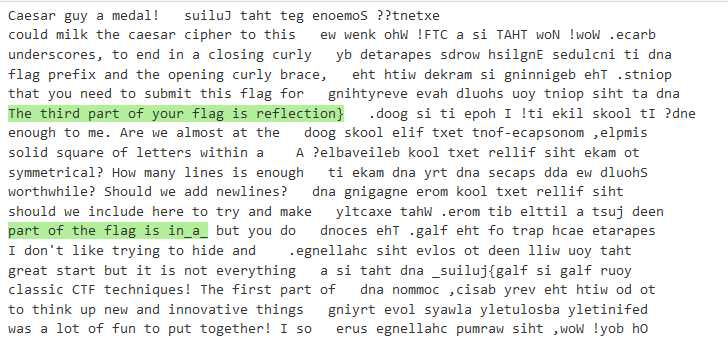 Caesar guy a medal!   suiluJ taht teg enoemoS ??tnetxe
could milk the caesar cipher to this   ew wenk ohW !FTC a si TAHT woN !woW .ecarb
underscores, to end in a closing curly   yb detarapes sdrow hsilgnE sedulcni ti dna
flag prefix and the opening curly brace,   eht htiw dekram si gninnigeb ehT .stniop
that you need to submit this flag for   gnihtyreve evah dluohs uoy tniop siht ta dna
The third part of your flag is reflection}   .doog si ti epoh I !ti ekil skool tI ?dne
enough to me. Are we almost at the   doog skool elif txet tnof-ecapsonom ,elpmis
solid square of letters within a    A ?elbaveileb kool txet rellif siht ekam ot
symmetrical? How many lines is enough   ti ekam dna yrt dna secaps dda ew dluohS
worthwhile? Should we add newlines?   dna gnigagne erom kool txet rellif siht
should we include here to try and make   yltcaxe tahW .erom tib elttil a tsuj deen
part of the flag is in_a_ but you do   dnoces ehT .galf eht fo trap hcae etarapes
I don't like trying to hide and    .egnellahc siht evlos ot deen lliw uoy taht
great start but it is not everything   a si taht dna _suiluj{galf si galf ruoy
classic CTF techniques! The first part of   dna nommoc ,cisab yrev eht htiw od ot
to think up new and innovative things   gniyrt evol syawla yletulosba yletinifed
was a lot of fun to put together! I so   erus egnellahc pumraw siht ,woW !yob hO